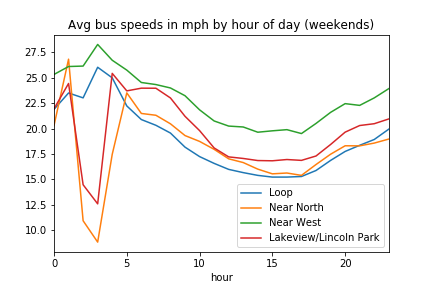 Avg bus speeds in mph by hour of day (weekends)
27.5
25.0
22.5
20.0
17.5
15.0
12.5
10.0
0 5 10 15 20
hour
Loop
Near North
Near West
Lakeview/Lincoln Park